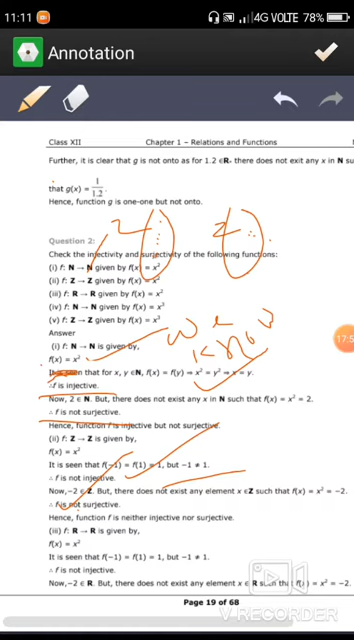 11:11
4G VOLTE 78%
Annotation
Class XII Chapter 1 – Relations and Functions
Further, it is clear that g is not onto as for 1.2 ∈R, there does not exit any x in N su
that g(x) = 1/1.2.
Hence, function g is one-one but not onto.
Question 2:
Check the injectivity and surjectivity of the following functions:
(i) f: N → N given by f(x) = x²
(ii) f: Z → Z given by f(x) = x²
(iii) f: R → R given by f(x) = x²
(iv) f: N → N given by f(x) = x³
(v) f: Z → Z given by f(x) = x³
Answer
(i) f: N → N is given by,
f(x) = x²
we
know
It is seen that for x, y ∈N, f(x) = f(y) ⇒ x² = y² ⇒ x = y.
∴f is injective.
Now, 2 ∈ N. But, there does not exist any x in N such that f(x) = x² = 2.
∴ f is not surjective.
Hence, function f is injective but not surjective.
(ii) f: Z → Z is given by,
f(x) = x²
It is seen that f(−1) = f(1) = 1, but −1 ≠ 1.
∴ f is not injective.
Now,−2 ∈ Z. But, there does not exist any element x ∈Z such that f(x) = x² = −2.
∴ f is not surjective.
Hence, function f is neither injective nor surjective.
(iii) f: R → R is given by,
f(x) = x²
It is seen that f(−1) = f(1) = 1, but −1 ≠ 1.
∴ f is not injective.
Now,−2 ∈ R. But, there does not exist any element x ∈ R such that f(x) = x² = −2.
Page 19 of 68
V RECORDER